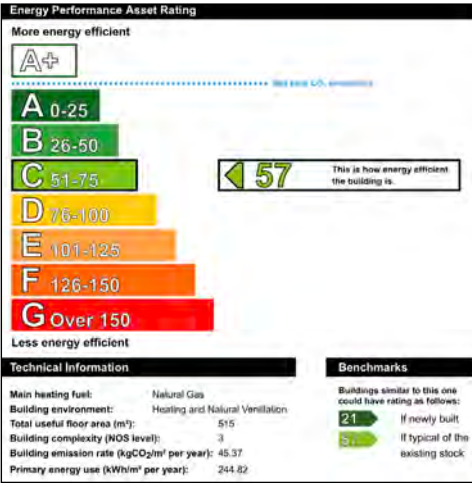 Energy Performance Asset Rating
More energy efficient
A+
Net zero CO₂ emissions
A 0-25
B 26-50
C 51-75
57
This is how energy efficient
the building is.
D 76-100
E 101-125
F 126-150
G Over 150
Less energy efficient
Technical Information
Main heating fuel: Natural Gas
Building environment: Heating and Natural Ventilation
Total useful floor area (m²): 515
Building complexity (NOS level): 3
Building emission rate (kgCO₂/m² per year): 45.37
Primary energy use (kWh/m² per year): 244.82
Benchmarks
Buildings similar to this one
could have rating as follows:
21 If newly built
57 If typical of the
existing stock